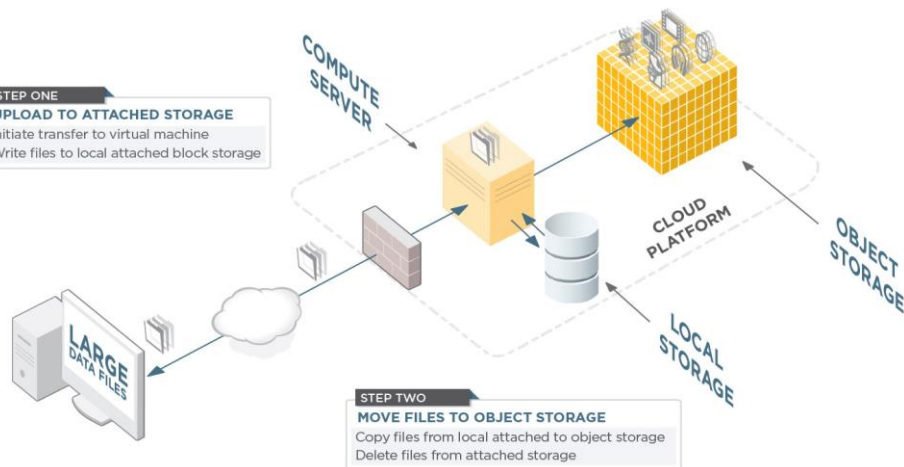 STEP ONE
UPLOAD TO ATTACHED STORAGE
Initiate transfer to virtual machine
Write files to local attached block storage
COMPUTE
SERVER
CLOUD
PLATFORM
OBJECT
STORAGE
LOCAL
STORAGE
LARGE
DATA FILES
STEP TWO
MOVE FILES TO OBJECT STORAGE
Copy files from local attached to object storage
Delete files from attached storage